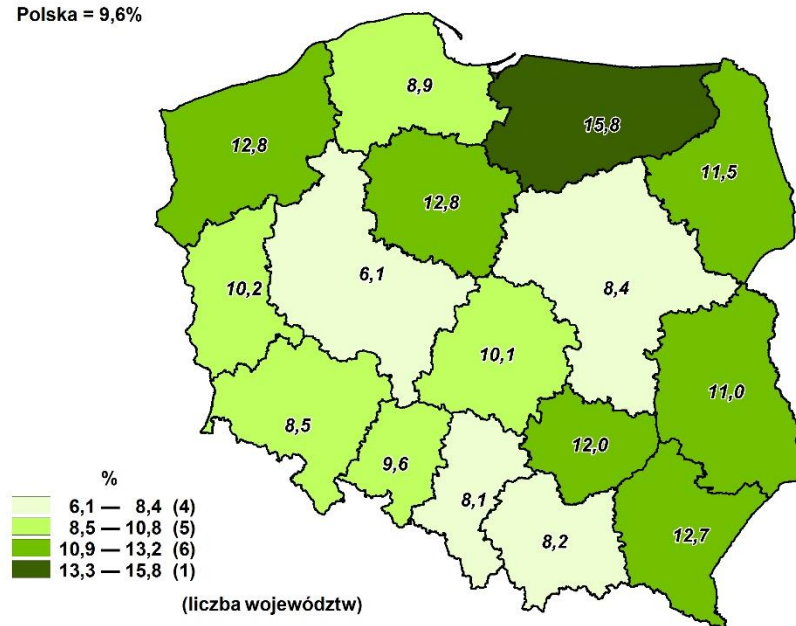 Polska = 9,6%
8,9
15,8
12,8
11,5
12,8
6,1
8,4
10,2
10,1
11,0
8,5
12,0
9,6
8,1
12,7
8,2
%
6,1 — 8,4 (4)
8,5 — 10,8 (5)
10,9 — 13,2 (6)
13,3 — 15,8 (1)
(liczba województw)